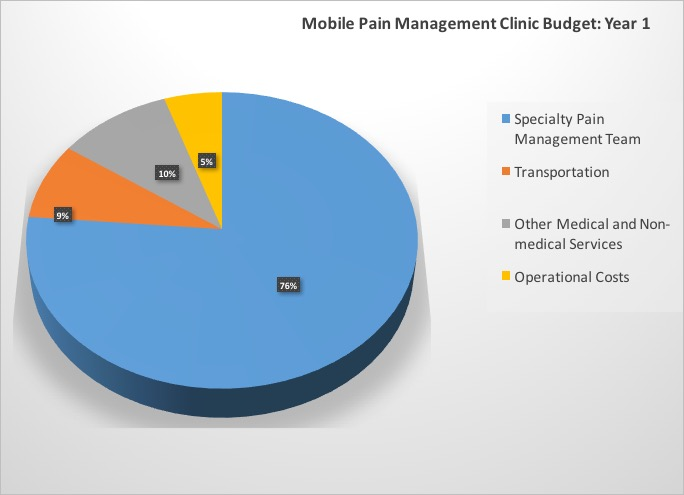 Mobile Pain Management Clinic Budget: Year 1
5%
10%
9%
76%
Specialty Pain
Management Team
Transportation
Other Medical and Non-
medical Services
Operational Costs